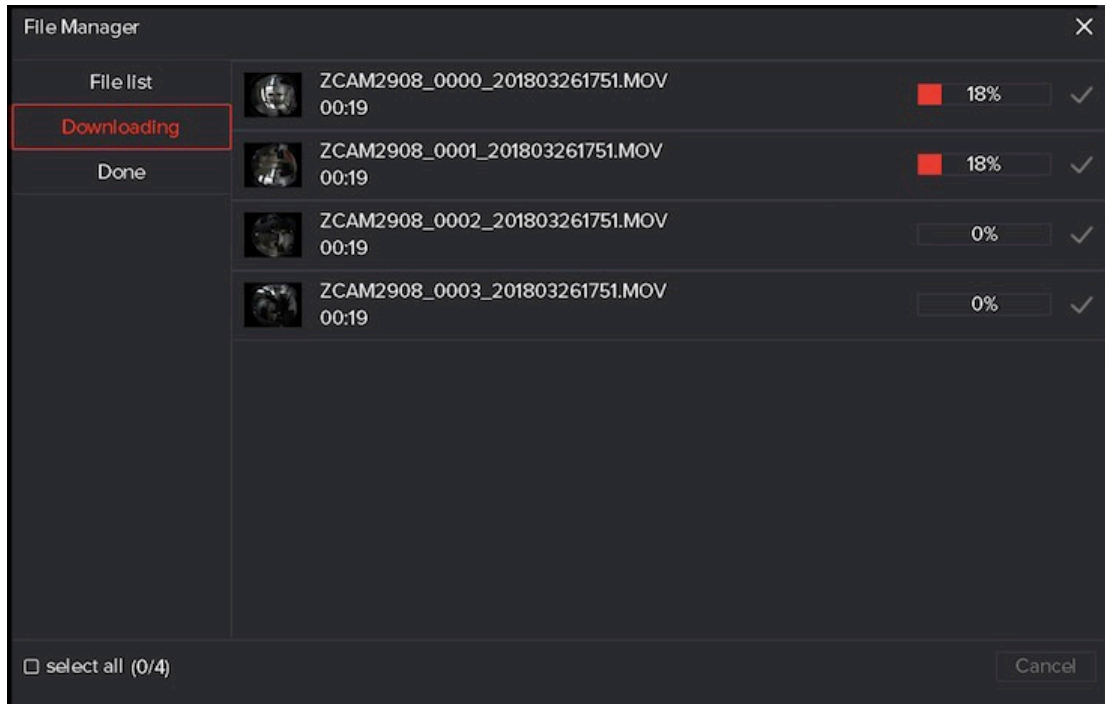 File Manager
File list
Downloading
Done
ZCAM2908_0000_201803261751.MOV
00:19
18%
ZCAM2908_0001_201803261751.MOV
00:19
18%
ZCAM2908_0002_201803261751.MOV
00:19
0%
ZCAM2908_0003_201803261751.MOV
00:19
0%
select all (0/4)
Cancel